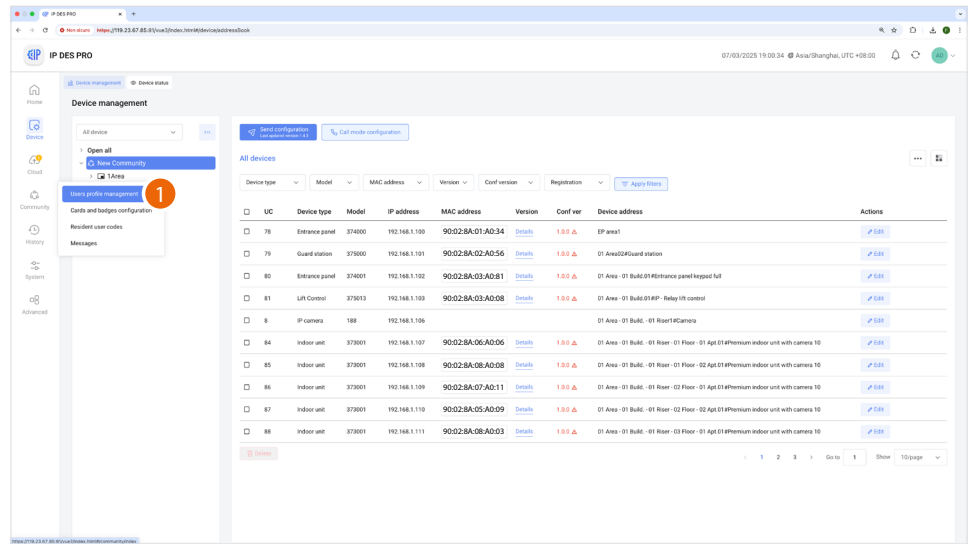 IP DES PRO
Non sicuro https://119.23.67.85:81/vue3/index.html#/device/addressBook
IP DES PRO
07/03/2025 19:00:34 @ Asia/Shanghai, UTC +08:00
AD
Device management
Device status
Home
Device management
Device
All device
Send configuration
Last updated version 1.4.1
Call mode configuration
Open all
New Community
All devices
Cloud
1Area
Device type Model MAC address Version Conf version Registration Apply filters
Users profile management 1
Community
Cards and badges configuration
Resident user codes
History
Messages
System
Advanced
UC Device type Model IP address MAC address Version Conf ver Device address Actions
78 Entrance panel 374000 192.168.1.100 90:02:8A:01:A0:34 Details 1.0.0 EP area1 Edit
79 Guard station 375000 192.168.1.101 90:02:8A:02:A0:56 Details 1.0.0 01 Area02#Guard station Edit
80 Entrance panel 374001 192.168.1.102 90:02:8A:03:A0:81 Details 1.0.0 01 Area - 01 Build.01#Entrance panel keypad full Edit
81 Lift Control 375013 192.168.1.103 90:02:8A:03:A0:08 Details 1.0.0 01 Area - 01 Build.01#IP - Relay lift control Edit
8 IP camera 188 192.168.1.106 01 Area - 01 Build. - 01 Riser1#Camera Edit
84 Indoor unit 373001 192.168.1.107 90:02:8A:06:A0:06 Details 1.0.0 01 Area - 01 Build. - 01 Riser - 01 Floor - 01 Apt.01#Premium indoor unit with camera 10 Edit
85 Indoor unit 373001 192.168.1.108 90:02:8A:08:A0:08 Details 1.0.0 01 Area - 01 Build. - 01 Riser - 01 Floor - 02 Apt.01#Premium indoor unit with camera 10 Edit
86 Indoor unit 373001 192.168.1.109 90:02:8A:07:A0:11 Details 1.0.0 01 Area - 01 Build. - 01 Riser - 02 Floor - 01 Apt.01#Premium indoor unit with camera 10 Edit
87 Indoor unit 373001 192.168.1.110 90:02:8A:05:A0:09 Details 1.0.0 01 Area - 01 Build. - 01 Riser - 02 Floor - 02 Apt.01#Premium indoor unit with camera 10 Edit
88 Indoor unit 373001 192.168.1.111 90:02:8A:08:A0:03 Details 1.0.0 01 Area - 01 Build. - 01 Riser - 03 Floor - 01 Apt.01#Premium indoor unit with camera 10 Edit
Delete
1 2 3 Go to 1 Show 10/page
https://119.23.67.85:81/vue3/index.html#/community/index